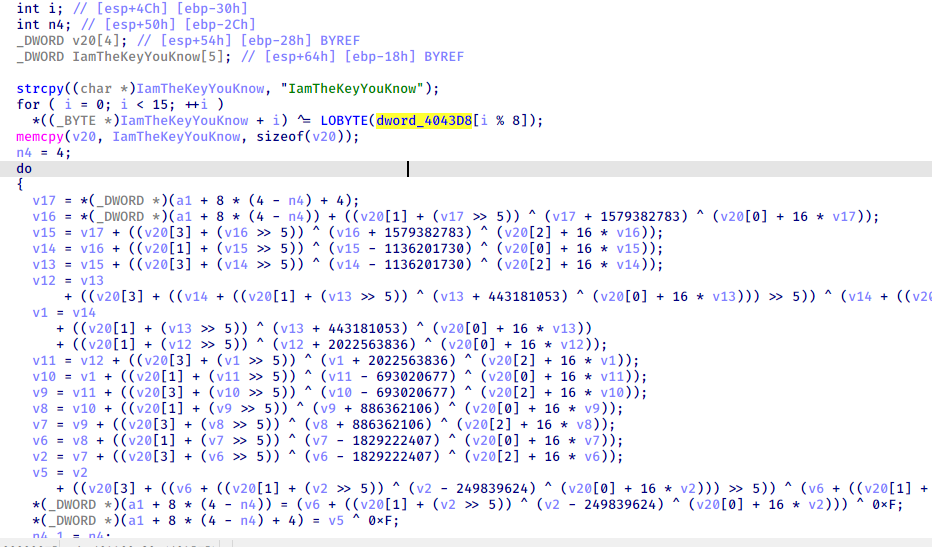 int i; // [esp+4Ch] [ebp-30h]
int n4; // [esp+50h] [ebp-2Ch]
_DWORD v20[4]; // [esp+54h] [ebp-28h] BYREF
_DWORD IamTheKeyYouKnow[5]; // [esp+64h] [ebp-18h] BYREF
strcpy((char *)IamTheKeyYouKnow, "IamTheKeyYouKnow");
for ( i = 0; i < 15; ++i )
*((_BYTE *)IamTheKeyYouKnow + i) ^= LOBYTE(dword_4043D8[i % 8]);
memcpy(v20, IamTheKeyYouKnow, sizeof(v20));
n4 = 4;
do
{
v17 = *(_DWORD *)(a1 + 8 * (4 - n4) + 4);
v16 = *(_DWORD *)(a1 + 8 * (4 - n4)) + ((v20[1] + (v17 >> 5)) ^ (v17 + 1579382783) ^ (v20[0] + 16 * v17));
v15 = v17 + ((v20[3] + (v16 >> 5)) ^ (v16 + 1579382783) ^ (v20[2] + 16 * v16));
v14 = v16 + ((v20[1] + (v15 >> 5)) ^ (v15 - 1136201730) ^ (v20[0] + 16 * v15));
v13 = v15 + ((v20[3] + (v14 >> 5)) ^ (v14 - 1136201730) ^ (v20[2] + 16 * v14));
v12 = v13
+ ((v20[3] + ((v14 + ((v20[1] + (v13 >> 5)) ^ (v13 + 443181053) ^ (v20[0] + 16 * v13))) >> 5)) ^ (v14 + ((v20
v1 = v14
+ ((v20[1] + (v13 >> 5)) ^ (v13 + 443181053) ^ (v20[0] + 16 * v13))
+ ((v20[1] + (v12 >> 5)) ^ (v12 + 2022563836) ^ (v20[0] + 16 * v12));
v11 = v12 + ((v20[3] + (v1 >> 5)) ^ (v1 + 2022563836) ^ (v20[2] + 16 * v1));
v10 = v1 + ((v20[1] + (v11 >> 5)) ^ (v11 - 693020677) ^ (v20[0] + 16 * v11));
v9 = v11 + ((v20[3] + (v10 >> 5)) ^ (v10 - 693020677) ^ (v20[2] + 16 * v10));
v8 = v10 + ((v20[1] + (v9 >> 5)) ^ (v9 + 886362106) ^ (v20[0] + 16 * v9));
v7 = v9 + ((v20[3] + (v8 >> 5)) ^ (v8 + 886362106) ^ (v20[2] + 16 * v8));
v6 = v8 + ((v20[1] + (v7 >> 5)) ^ (v7 - 1829222407) ^ (v20[0] + 16 * v7));
v2 = v7 + ((v20[3] + (v6 >> 5)) ^ (v6 - 1829222407) ^ (v20[2] + 16 * v6));
v5 = v2
+ ((v20[3] + ((v6 + ((v20[1] + (v2 >> 5)) ^ (v2 - 249839624) ^ (v20[0] + 16 * v2))) >> 5)) ^ (v6 + ((v20[1] +
*(_DWORD *)(a1 + 8 * (4 - n4)) = (v6 + ((v20[1] + (v2 >> 5)) ^ (v2 - 249839624) ^ (v20[0] + 16 * v2))) ^ 0xF;
*(_DWORD *)(a1 + 8 * (4 - n4) + 4) = v5 ^ 0xF;
n4_1 = n4;